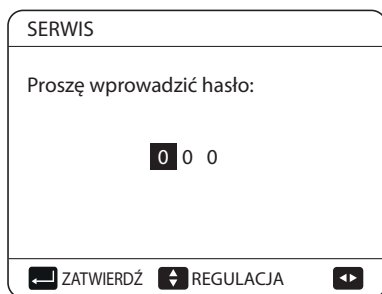 SERWIS
Proszę wprowadzić hasło:
0 0 0
ZATWIERDŹ REGULACJA